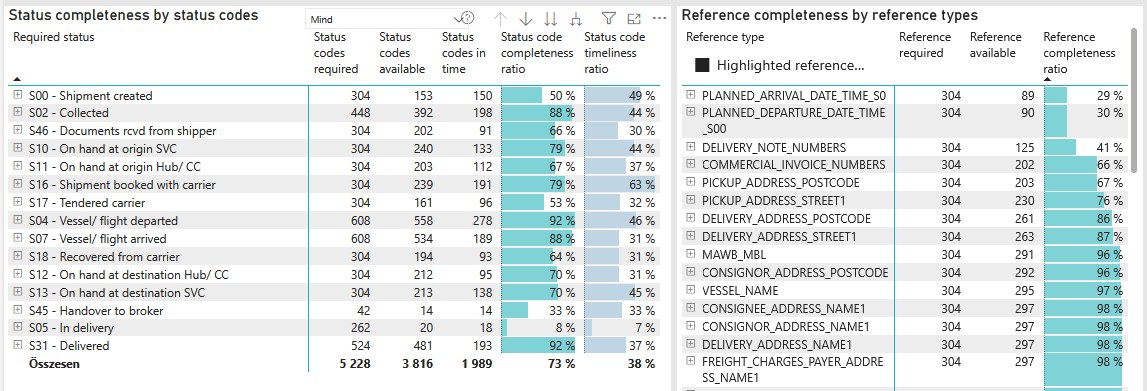 Status completeness by status codes
Mind
Required status Status codes required Status codes available Status codes in time Status code completeness ratio Status code timeliness ratio
S00 - Shipment created 304 153 150 50 % 49 %
S02 - Collected 448 392 198 88 % 44 %
S46 - Documents rcvd from shipper 304 202 91 66 % 30 %
S10 - On hand at origin SVC 304 240 133 79 % 44 %
S11 - On hand at origin Hub/ CC 304 203 112 67 % 37 %
S16 - Shipment booked with carrier 304 239 191 79 % 63 %
S17 - Tendered carrier 304 161 96 53 % 32 %
S04 - Vessel/ flight departed 608 558 278 92 % 46 %
S07 - Vessel/ flight arrived 608 534 189 88 % 31 %
S18 - Recovered from carrier 304 194 93 64 % 31 %
S12 - On hand at destination Hub/ CC 304 212 95 70 % 31 %
S13 - On hand at destination SVC 304 213 138 70 % 45 %
S45 - Handover to broker 42 14 14 33 % 33 %
S05 - In delivery 262 20 18 8 % 7 %
S31 - Delivered 524 481 193 92 % 37 %
Összesen 5 228 3 816 1 989 73 % 38 %
Reference completeness by reference types
Reference type Reference required Reference available Reference completeness ratio
Highlighted reference...
PLANNED_ARRIVAL_DATE_TIME_S0 304 89 29 %
PLANNED_DEPARTURE_DATE_TIME 304 90 30 %
_S00
DELIVERY_NOTE_NUMBERS 304 125 41 %
COMMERCIAL_INVOICE_NUMBERS 304 202 66 %
PICKUP_ADDRESS_POSTCODE 304 203 67 %
PICKUP_ADDRESS_STREET1 304 230 76 %
DELIVERY_ADDRESS_POSTCODE 304 261 86 %
DELIVERY_ADDRESS_STREET1 304 263 87 %
MAWB_MBL 304 291 96 %
CONSIGNOR_ADDRESS_POSTCODE 304 292 96 %
VESSEL_NAME 304 295 97 %
CONSIGNEE_ADDRESS_NAME1 304 297 98 %
CONSIGNOR_ADDRESS_NAME1 304 297 98 %
DELIVERY_ADDRESS_NAME1 304 297 98 %
FREIGHT_CHARGES_PAYER_ADDRE 304 297 98 %
SS_NAME1